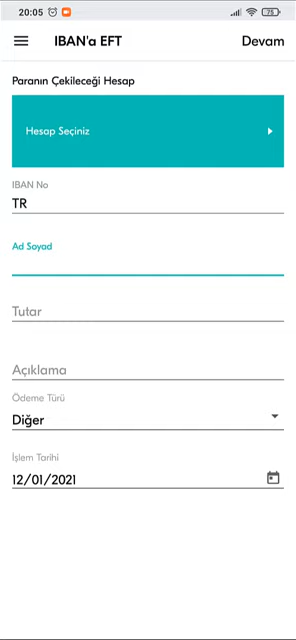 20:05
75
IBAN'a EFT
Devam
Paranın Çekileceği Hesap
Hesap Seçiniz
IBAN No
TR
Ad Soyad
Tutar
Açıklama
Ödeme Türü
Diğer
İşlem Tarihi
12/01/2021